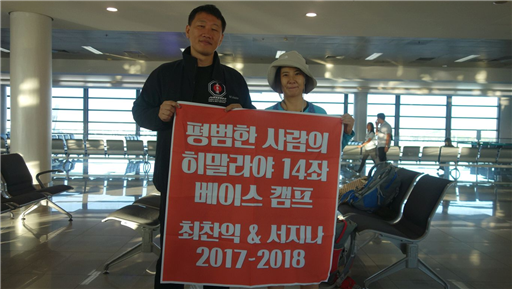 평범한 사람의
히말라야 14좌
베이스 캠프
최찬익 & 서지나
2017-2018